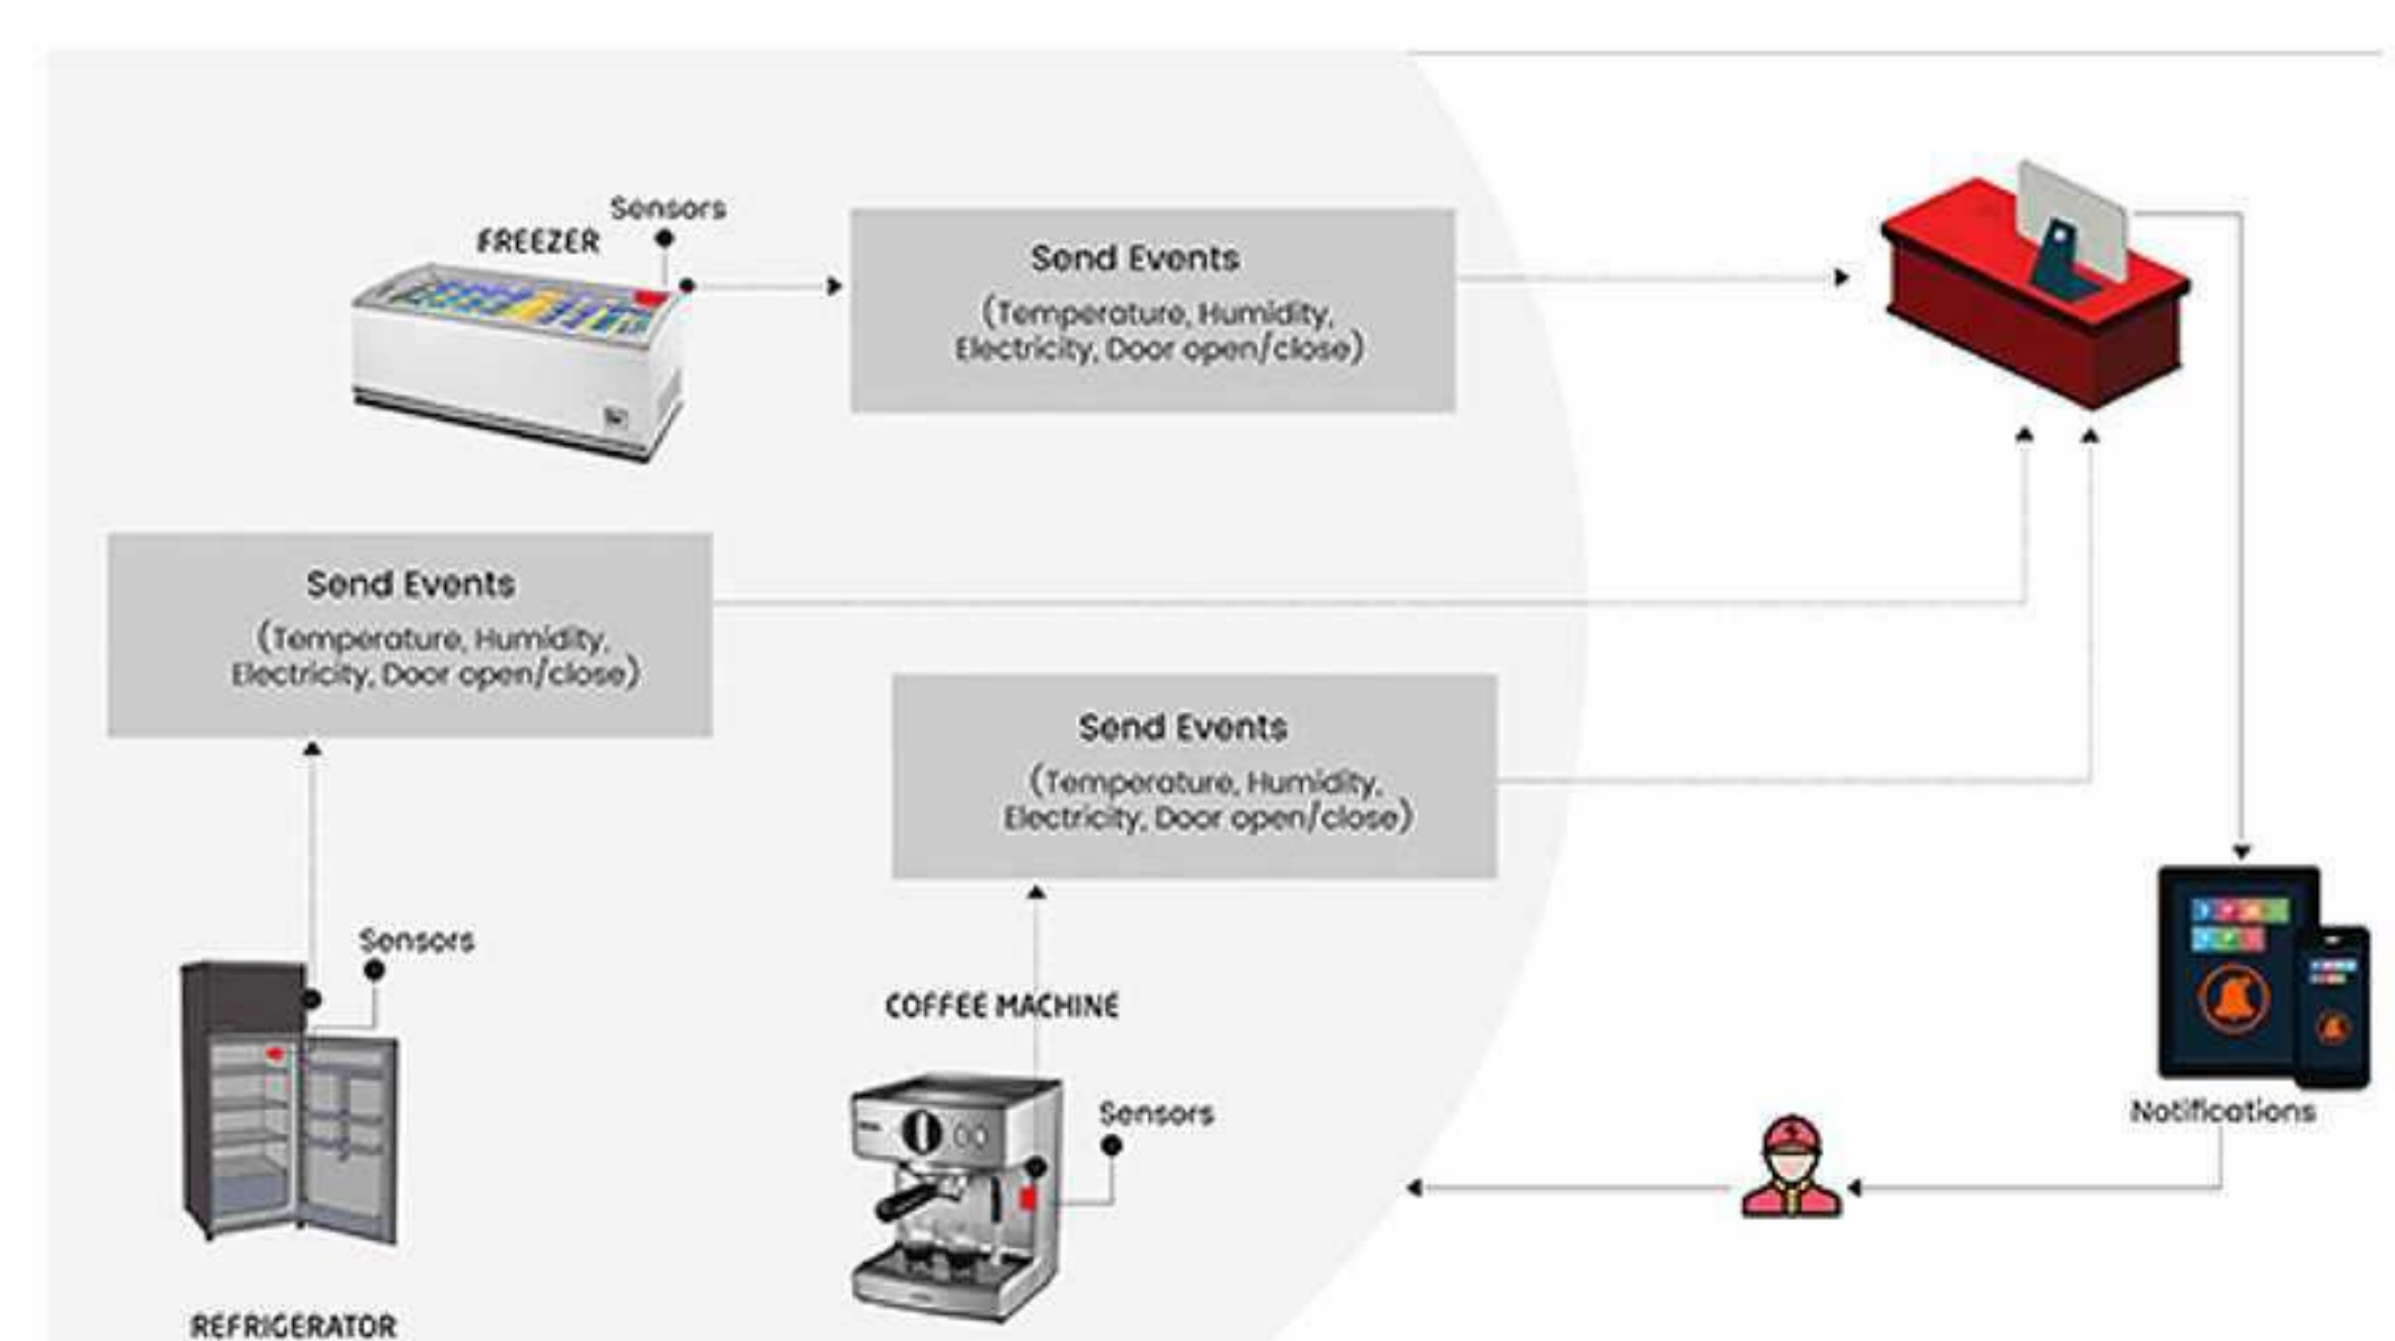 Sensors
FREEZER
Send Events
(Temperature, Humidity,
Electricity, Door open/close)
Send Events
(Temperature, Humidity,
Electricity, Door open/close)
Send Events
(Temperature, Humidity,
Electricity, Door open/close)
Sensors
COFFEE MACHINE
Sensors
Notifications
REFRIGERATOR